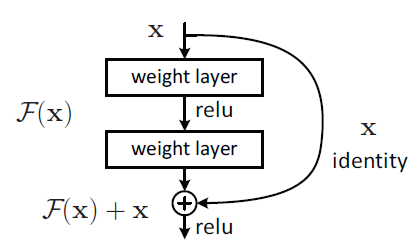 x
weight layer
relu
F(x)
weight layer
x
identity
F(x) + x
relu